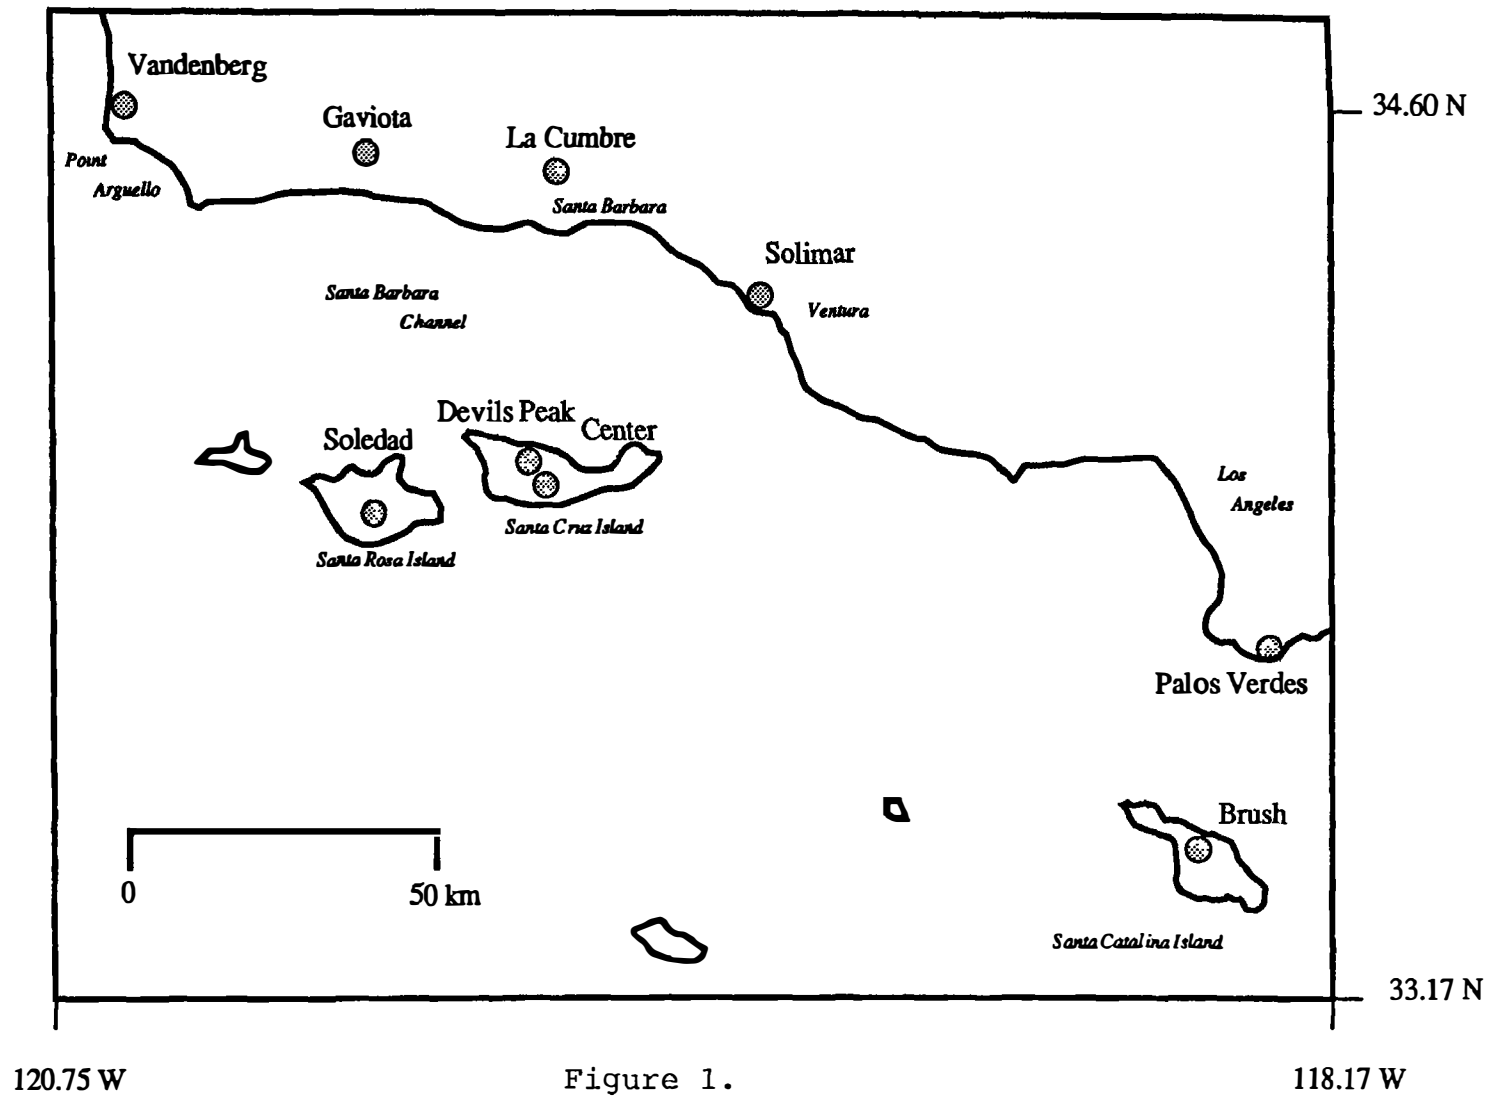 Vandenberg
34.60 N
Gaviota
La Cumbre
Point
Arguello
Santa Barbara
Solimar
Santa Barbara
Channel
Ventura
Devils Peak
Center
Soledad
Los
Angeles
Santa Cruz Island
Santa Rosa Island
Palos Verdes
Brush
0
50 km
Santa Catalina Island
33.17 N
120.75 W
Figure 1.
118.17 W